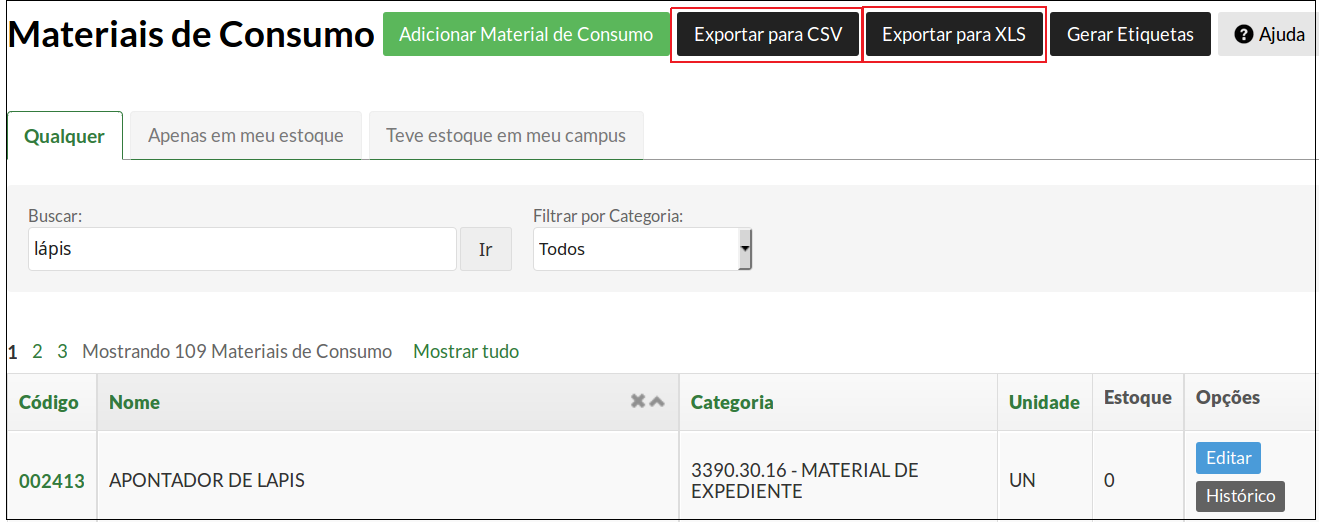 Materiais de Consumo Adicionar Material de Consumo Exportar para CSV Exportar para XLS Gerar Etiquetas Ajuda
Qualquer Apenas em meu estoque Teve estoque em meu campus
Buscar: Filtrar por Categoria:
lápis Ir Todos
1 2 3 Mostrando 109 Materiais de Consumo Mostrar tudo
Código Nome Categoria Unidade Estoque Opções
002413 APONTADOR DE LAPIS 3390.30.16 - MATERIAL DE EXPEDIENTE UN 0 Editar
Histórico